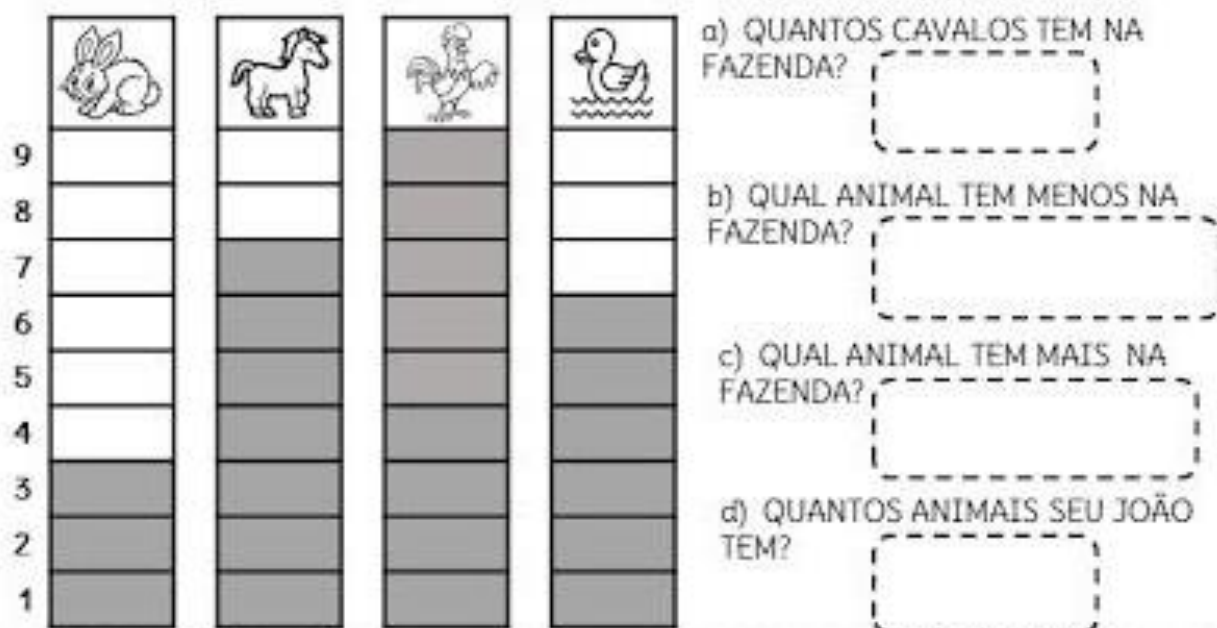 a) QUANTOS CAVALOS TEM NA
FAZENDA?
b) QUAL ANIMAL TEM MENOS NA
FAZENDA?
c) QUAL ANIMAL TEM MAIS NA
FAZENDA?
d) QUANTOS ANIMAIS SEU JOÃO
TEM?
9
8
7
6
5
4
3
2
1